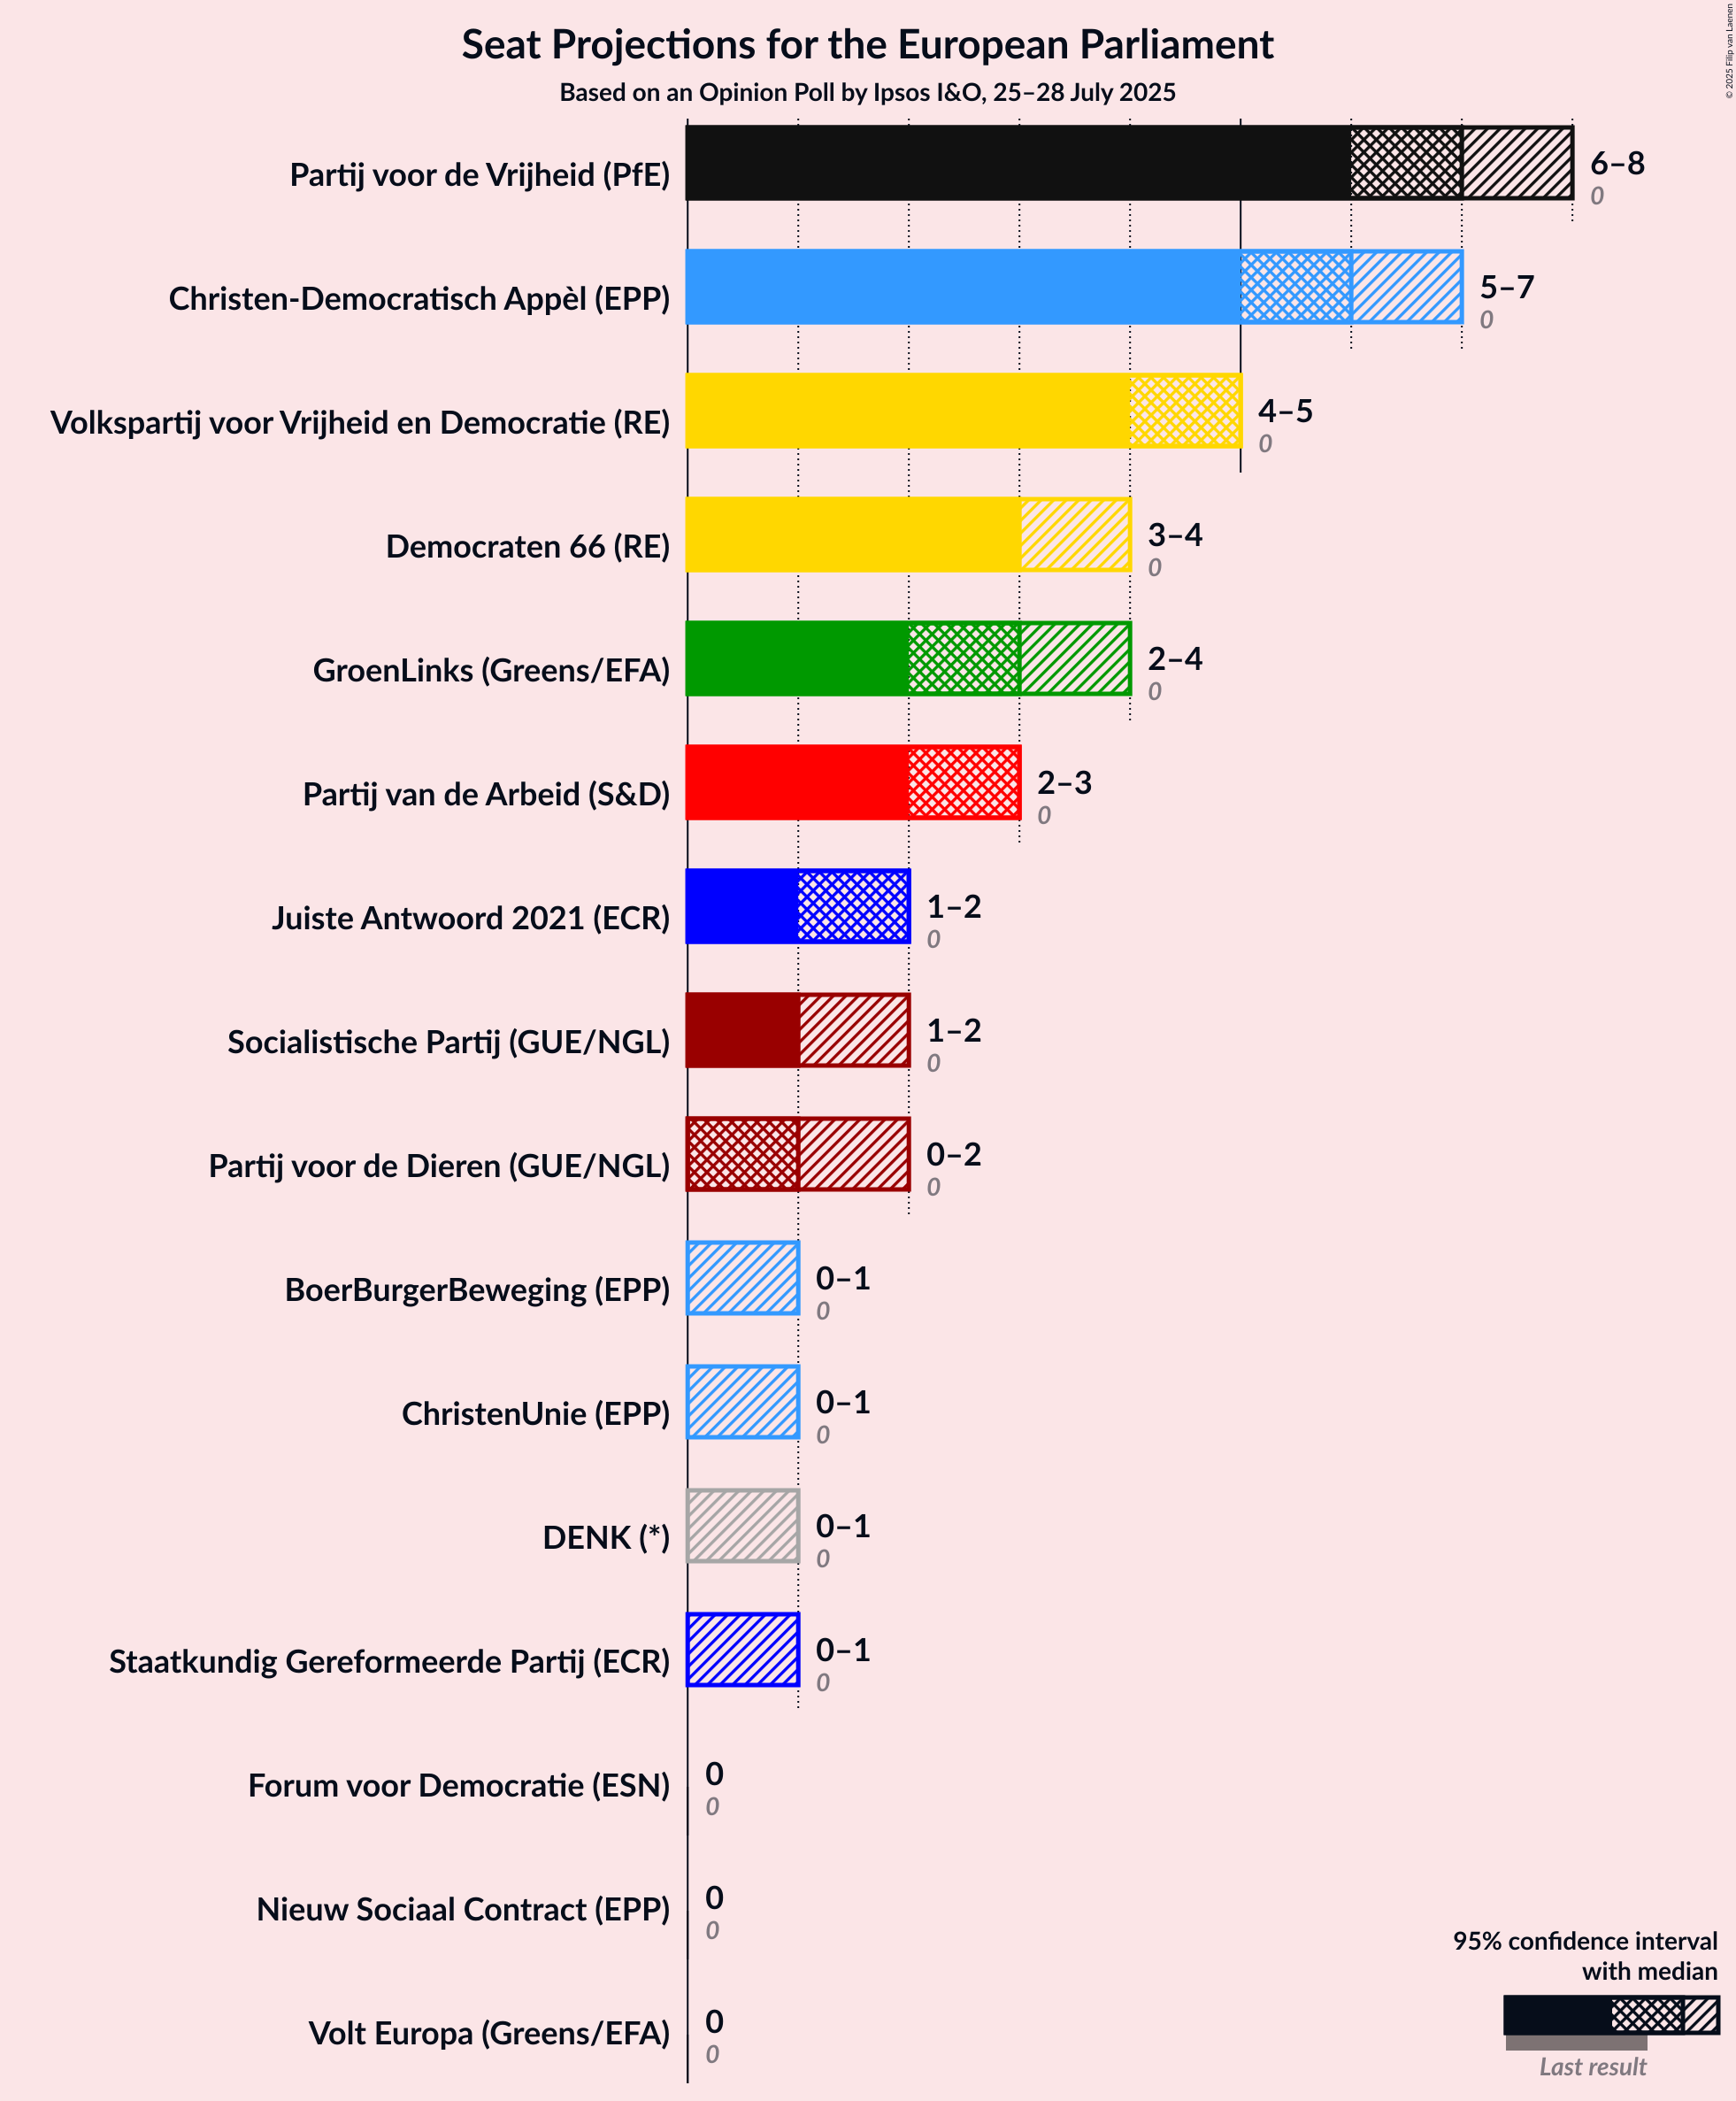 Seat Projections for the European Parliament
Based on an Opinion Poll by Ipsos I&O, 25–28 July 2025
© 2025 Filip van Laenen
Partij voor de Vrijheid (PfE)
6–8
0
Christen-Democratisch Appèl (EPP)
5–7
0
Volkspartij voor Vrijheid en Democratie (RE)
4–5
0
Democraten 66 (RE)
3–4
0
GroenLinks (Greens/EFA)
2–4
0
Partij van de Arbeid (S&D)
2–3
0
Juiste Antwoord 2021 (ECR)
1–2
0
Socialistische Partij (GUE/NGL)
1–2
0
Partij voor de Dieren (GUE/NGL)
0–2
0
BoerBurgerBeweging (EPP)
0–1
0
ChristenUnie (EPP)
0–1
0
DENK (*)
0–1
0
Staatkundig Gereformeerde Partij (ECR)
0–1
0
Forum voor Democratie (ESN)
0
0
Nieuw Sociaal Contract (EPP)
0
0
Volt Europa (Greens/EFA)
0
0
95% confidence interval
with median
Last result